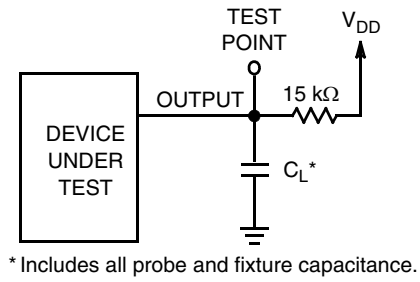 TEST
POINT
V_DD
OUTPUT
15 kΩ
DEVICE
UNDER
TEST
C_L*
* Includes all probe and fixture capacitance.